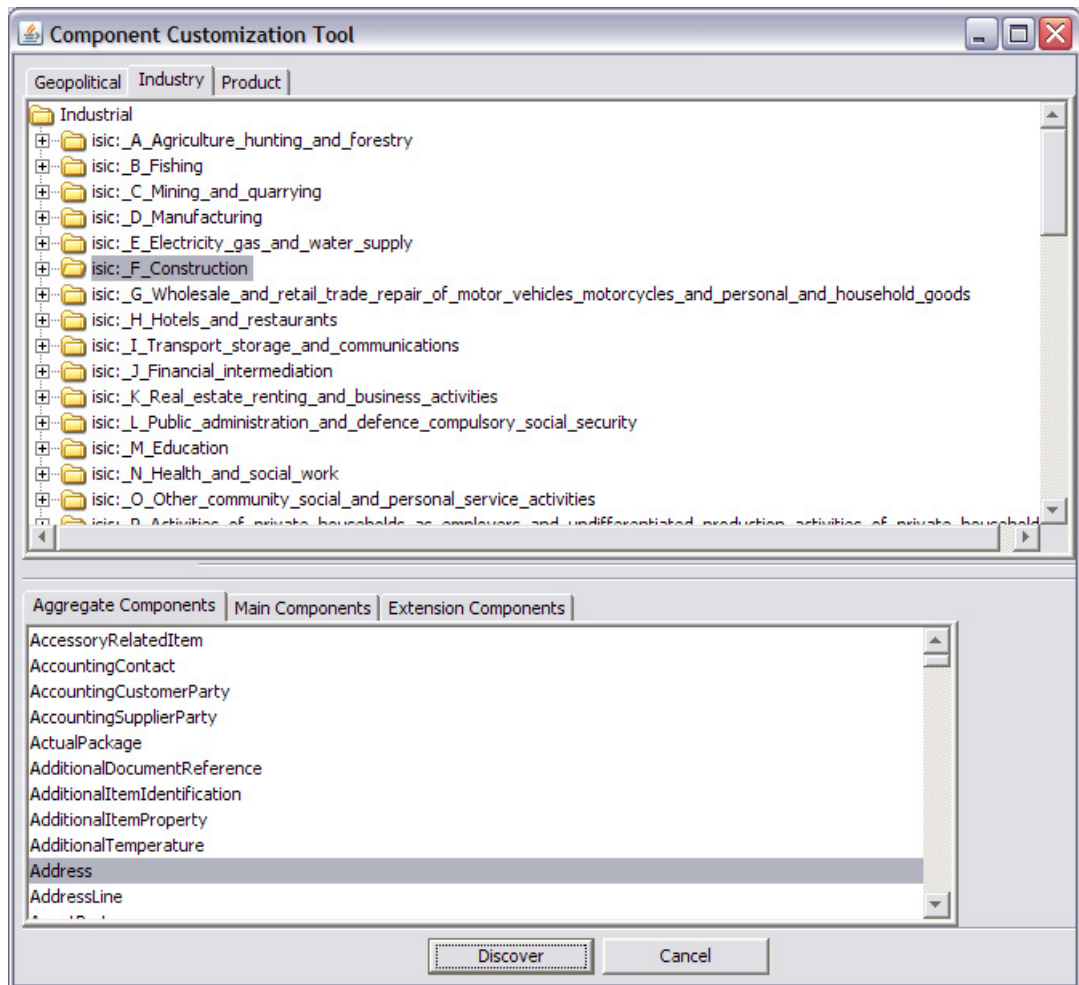 Component Customization Tool
Geopolitical Industry Product
Industrial
isic:_A_Agriculture_hunting_and_forestry
isic:_B_Fishing
isic:_C_Mining_and_quarrying
isic:_D_Manufacturing
isic:_E_Electricity_gas_and_water_supply
isic:_F_Construction
isic:_G_Wholesale_and_retail_trade_repair_of_motor_vehicles_motorcycles_and_personal_and_household_goods
isic:_H_Hotels_and_restaurants
isic:_I_Transport_storage_and_communications
isic:_J_Financial_intermediation
isic:_K_Real_estate_renting_and_business_activities
isic:_L_Public_administration_and_defence_compulsory_social_security
isic:_M_Education
isic:_N_Health_and_social_work
isic:_O_Other_community_social_and_personal_service_activities
isic:_P_Activities_of_private_households_as_employers_and_undifferentiated_production_activities_of_private_household
Aggregate Components Main Components Extension Components
AccessoryRelatedItem
AccountingContact
AccountingCustomerParty
AccountingSupplierParty
ActualPackage
AdditionalDocumentReference
AdditionalItemIdentification
AdditionalItemProperty
AdditionalTemperature
Address
AddressLine
Discover Cancel